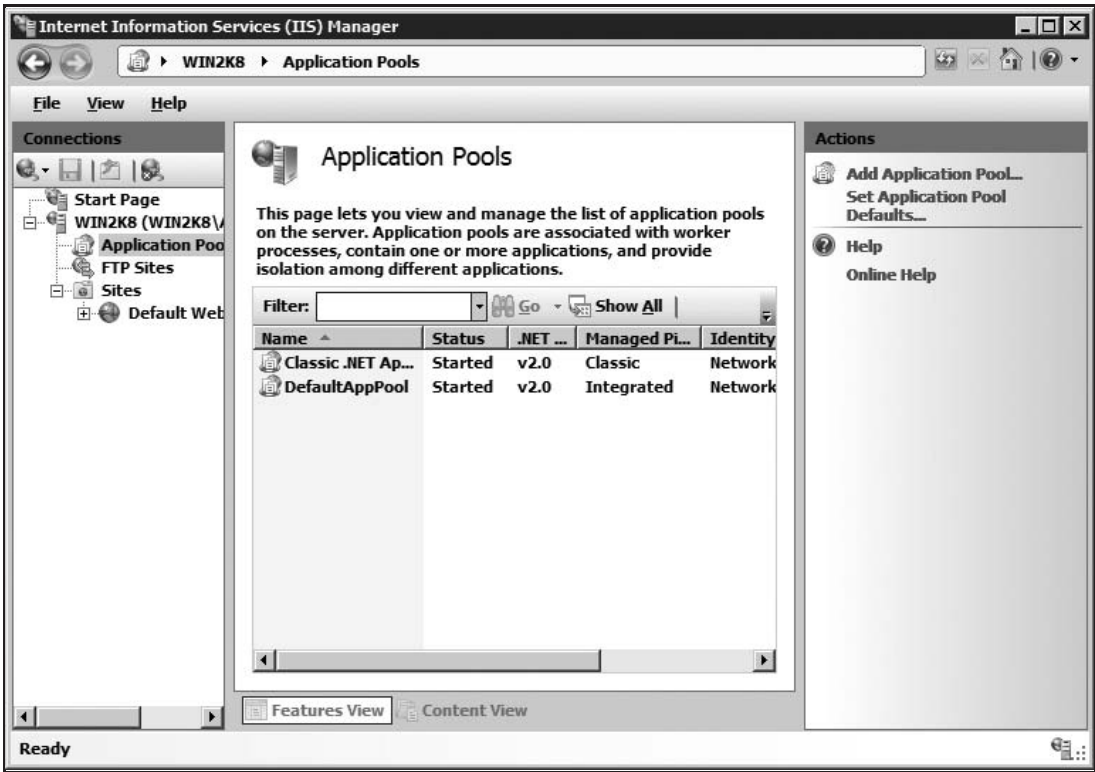 Internet Information Services (IIS) Manager
WIN2K8 Application Pools
File View Help
Connections
Start Page
WIN2K8 (WIN2K8\A
Application Poo
FTP Sites
Sites
Default Web
Application Pools
This page lets you view and manage the list of application pools
on the server. Application pools are associated with worker
processes, contain one or more applications, and provide
isolation among different applications.
Filter: Go Show All
Name Status .NET ... Managed Pi... Identity
Classic .NET Ap... Started v2.0 Classic Network
DefaultAppPool Started v2.0 Integrated Network
Features View Content View
Actions
Add Application Pool...
Set Application Pool
Defaults...
Help
Online Help
Ready